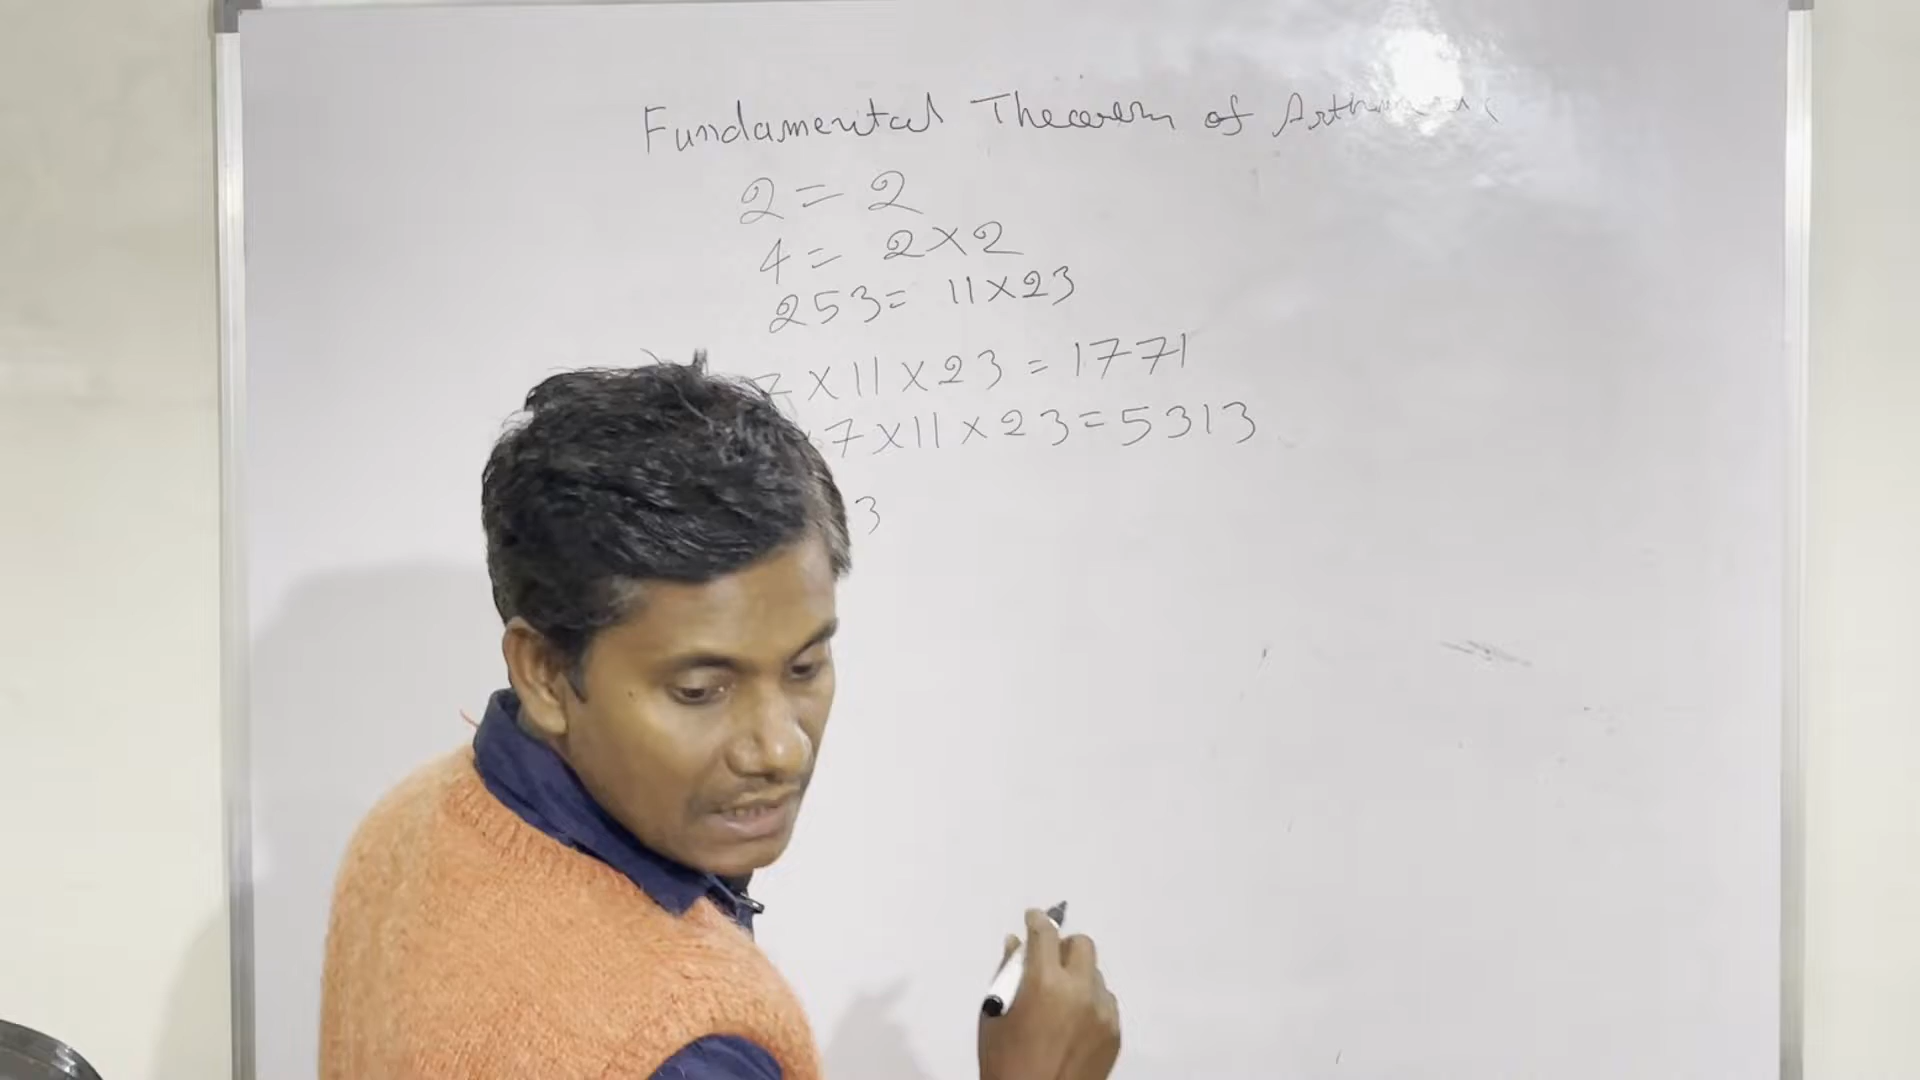 Fundamental Theorem of
2 = 2
4 = 2×2
253 = 11×23
7 ×11 ×23 = 1771
7×11×23=5313
3